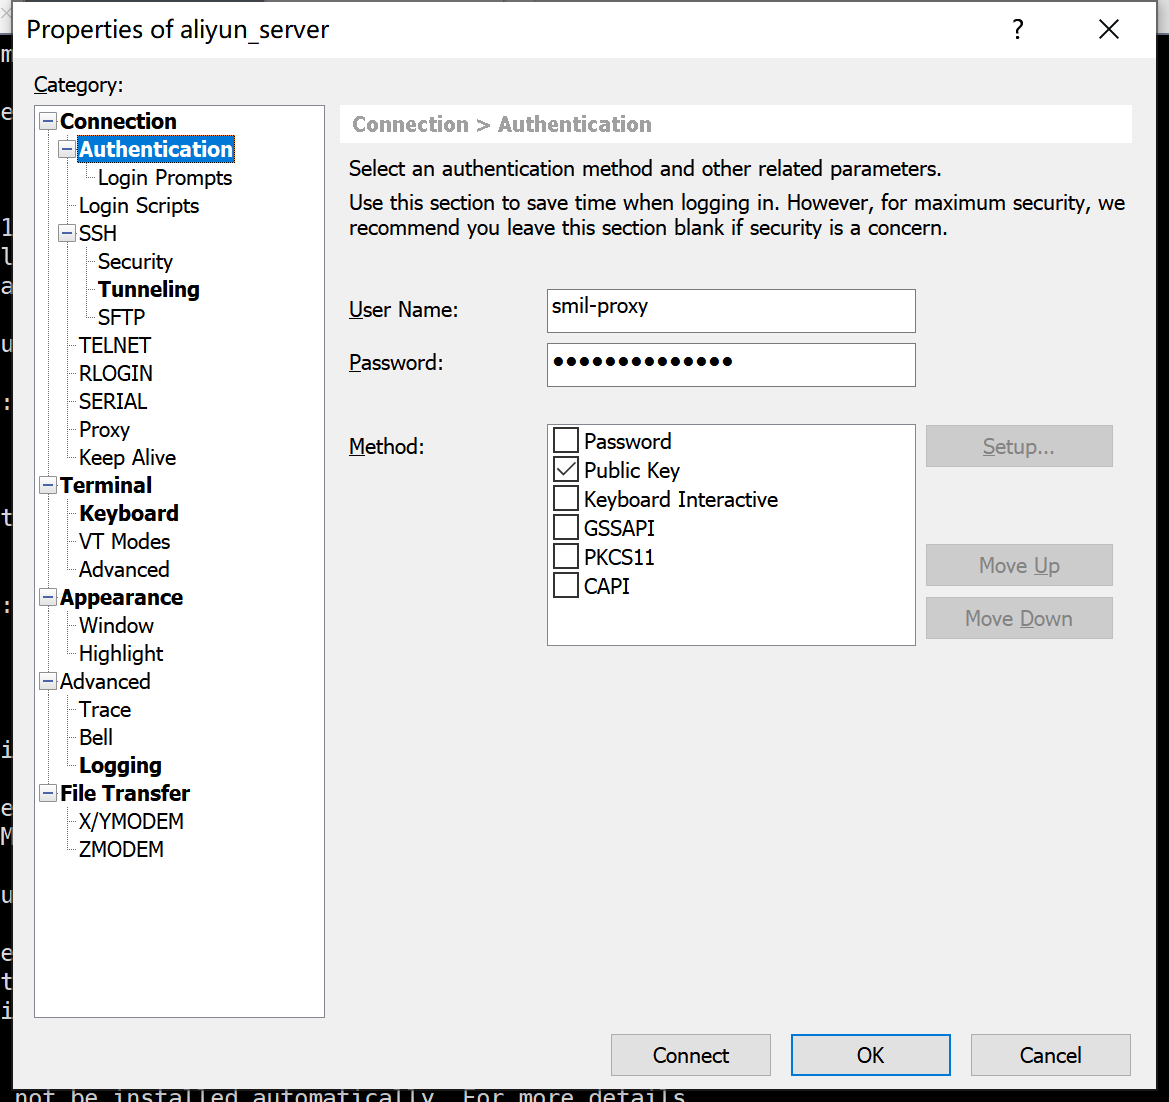 Properties of aliyun_server
?
Category:
Connection
Authentication
Login Prompts
Login Scripts
SSH
Security
Tunneling
SFTP
TELNET
RLOGIN
SERIAL
Proxy
Keep Alive
Terminal
Keyboard
VT Modes
Advanced
Appearance
Window
Highlight
Advanced
Trace
Bell
Logging
File Transfer
X/YMODEM
ZMODEM
Connection > Authentication
Select an authentication method and other related parameters.
Use this section to save time when logging in. However, for maximum security, we
recommend you leave this section blank if security is a concern.
User Name:
smil-proxy
Password:
●●●●●●●●●●●●●●
Method:
Password
Public Key
Keyboard Interactive
GSSAPI
PKCS11
CAPI
Setup...
Move Up
Move Down
Connect
OK
Cancel
not be installed automatically. For more details